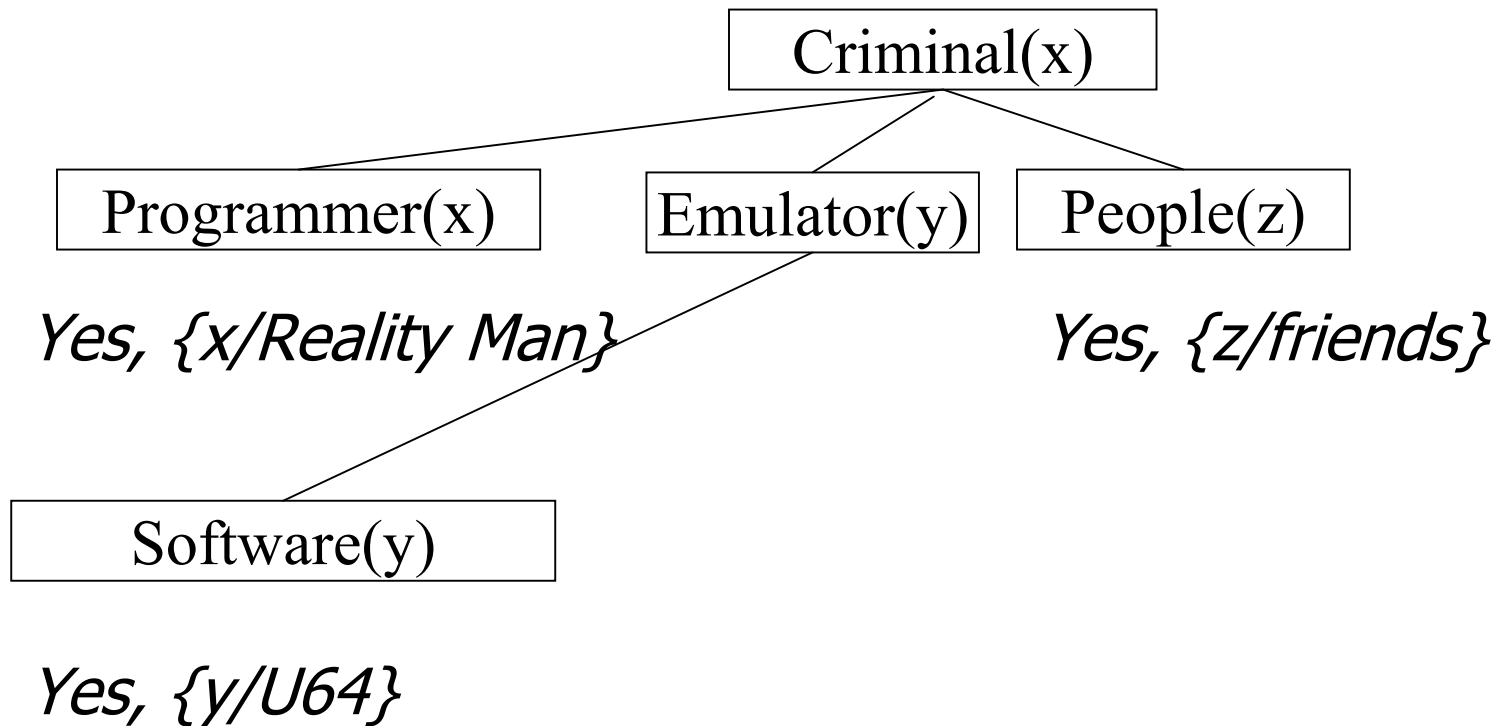 Criminal(x)
Programmer(x)
Emulator(y)
People(z)
Yes, {x/Reality Man}
Yes, {z/friends}
Software(y)
Yes, {y/U64}